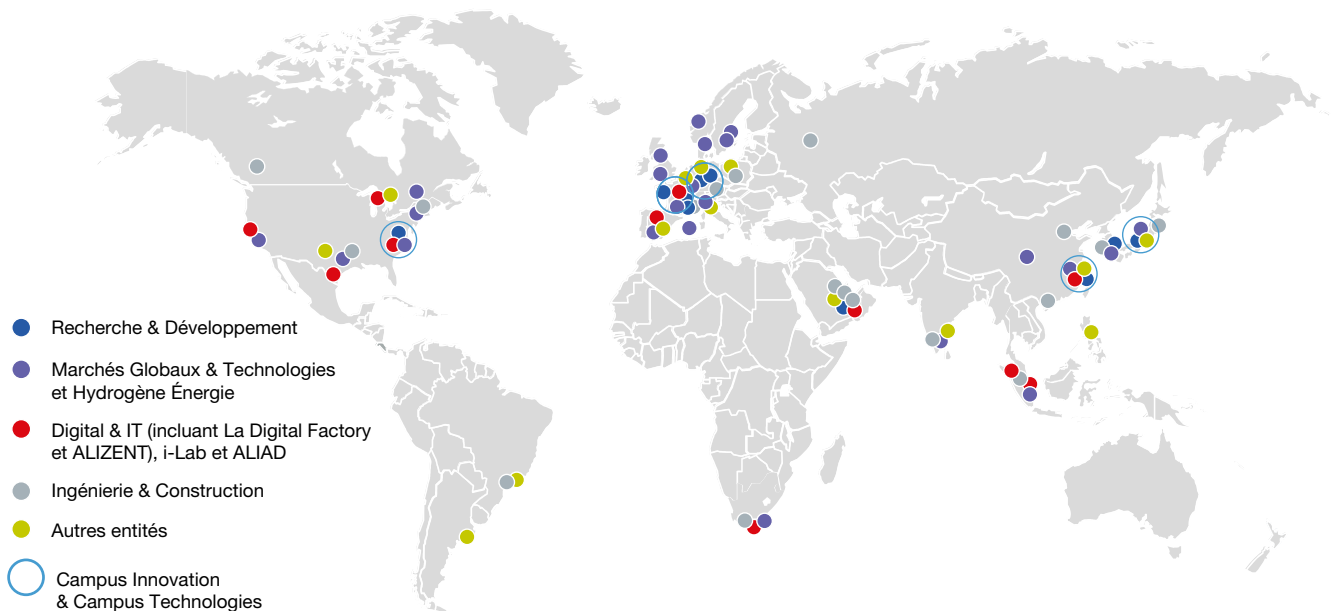 Recherche & Développement
Marchés Globaux & Technologies
et Hydrogène Énergie
Digital & IT (incluant La Digital Factory
et ALIZENT), i-Lab et ALIAD
Ingénierie & Construction
Autres entités
Campus Innovation
& Campus Technologies